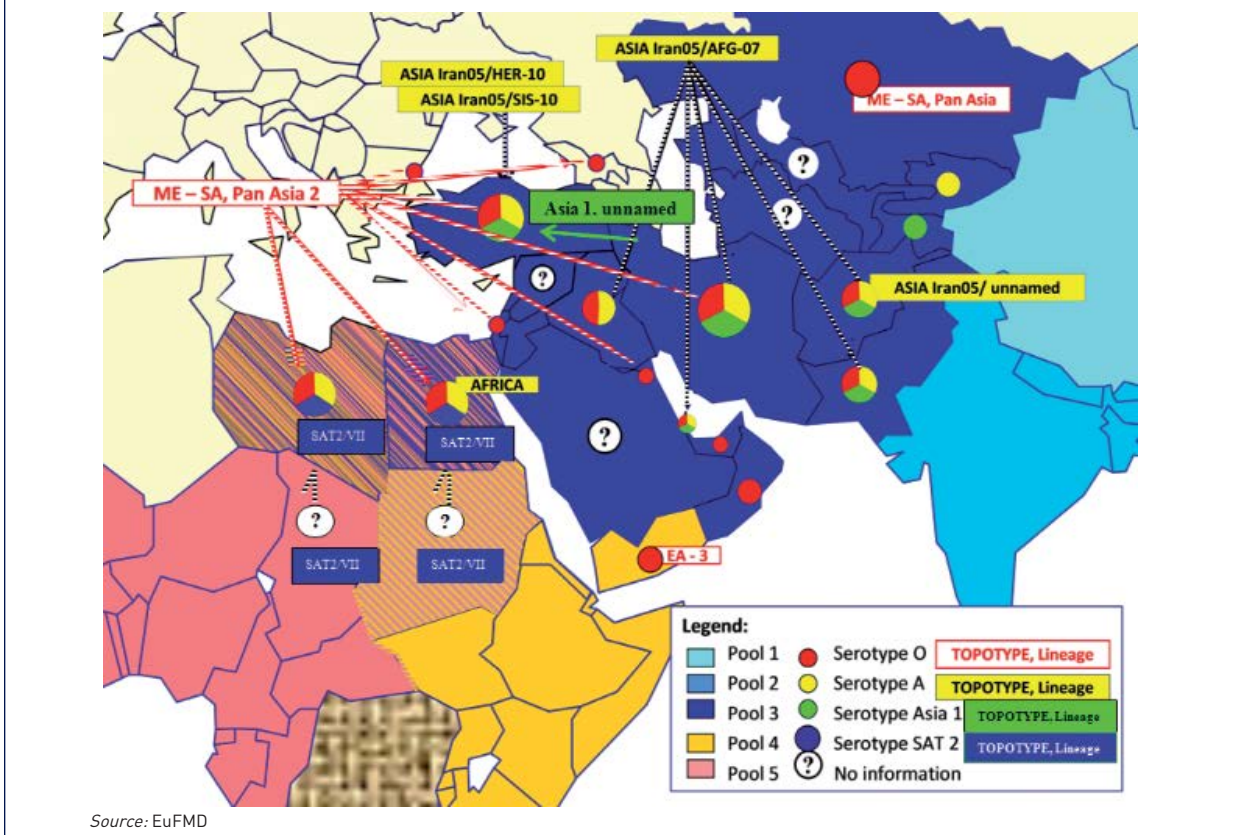 ASIA Iran05/AFG-07
ASIA Iran05/HER-10
ASIA Iran05/SIS-10
ME – SA, Pan Asia
?
ME – SA, Pan Asia 2
Asia 1. unnamed
?
?
ASIA Iran05/ unnamed
AFRICA
SAT2/VII
SAT2/VII
?
?
?
SAT2/VII
SAT2/VII
EA - 3
Legend:
Pool 1
Serotype O
TOPOTYPE, Lineage
Pool 2
Serotype A
TOPOTYPE, Lineage
Pool 3
Serotype Asia 1
TOPOTYPE, Lineage
Pool 4
Serotype SAT 2
TOPOTYPE, Lineage
Pool 5
?
No information
Source: EuFMD